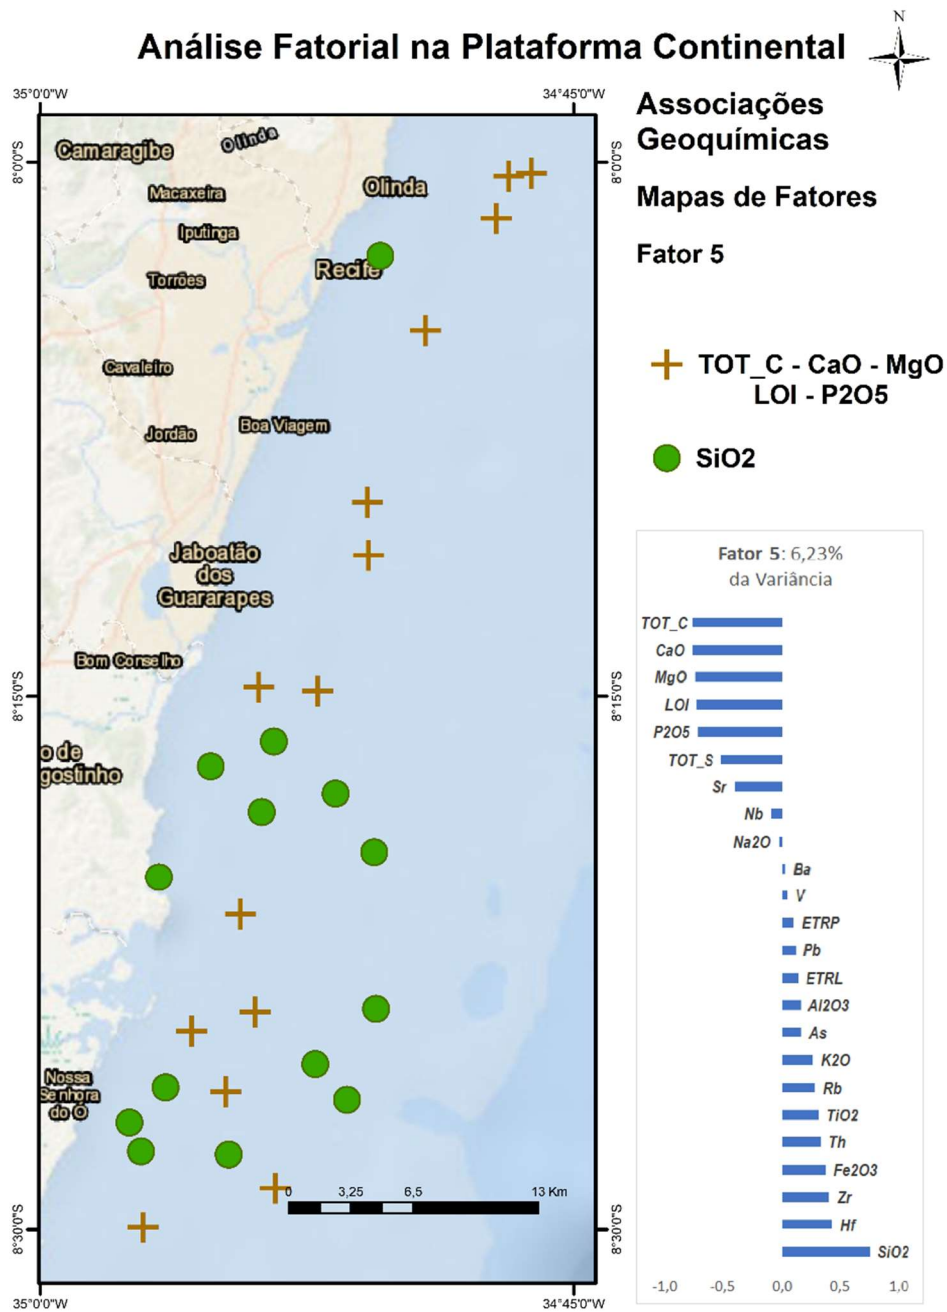 Análise Fatorial na Plataforma Continental
N
35°0'0"W
34°45'0"W
8°0'0"S
8°0'0"S
Camaragibe
Olinda
Macaxeira
Olinda
Iputinga
Recife
Torrões
Cavaleiro
Jordão
Boa Viagem
Jaboatão
dos
Guararapes
Bom Conselho
8°15'0"S
8°15'0"S
o de
gostinho
Nossa
Senhora
do Ó
0
3,25
6,5
13 Km
8°30'0"S
8°30'0"S
35°0'0"W
34°45'0"W
Associações
Geoquímicas
Mapas de Fatores
Fator 5
TOT_C - CaO - MgO
LOI - P2O5
SiO2
Fator 5: 6,23%
da Variância
TOT_C
CaO
MgO
LOI
P2O5
TOT_S
Sr
Nb
Na2O
Ba
V
ETRP
Pb
ETRL
Al2O3
As
K2O
Rb
TiO2
Th
Fe2O3
Zr
Hf
SiO2
-1,0 -0,5 0,0 0,5 1,0